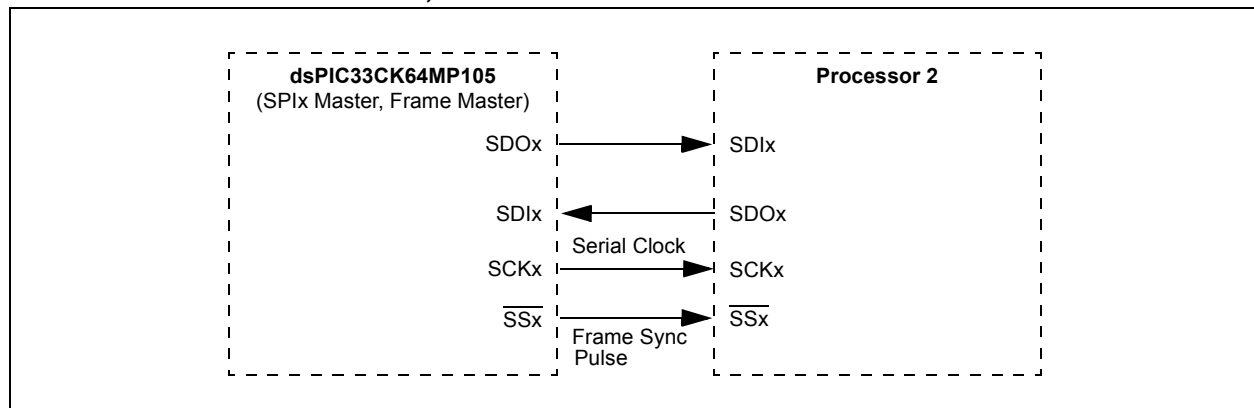 dsPIC33CK64MP105
(SPIx Master, Frame Master)
Processor 2
SDOx
SDIx
SDIx
SDOx
Serial Clock
SCKx
SCKx
SSx
SSx
Frame Sync
Pulse